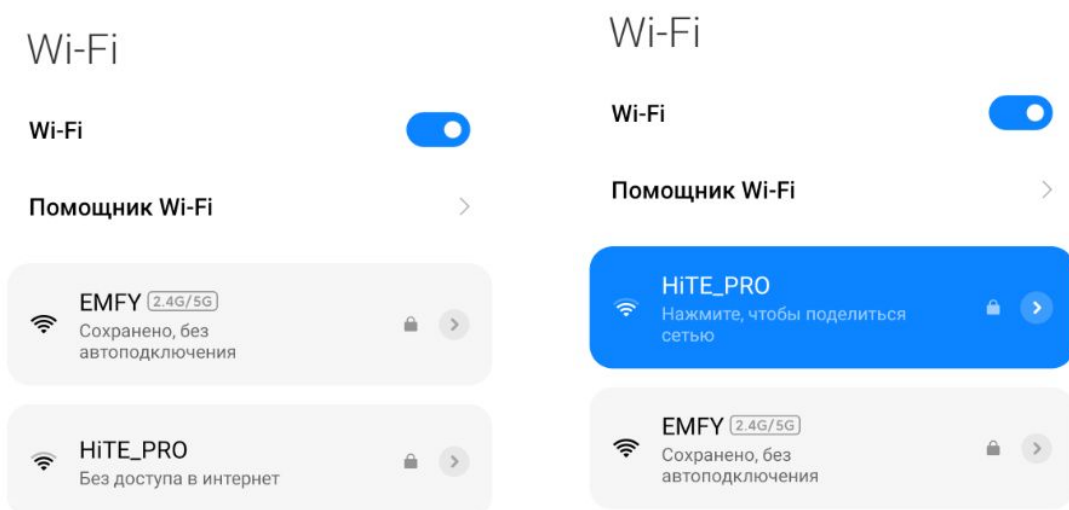 Wi-Fi
Wi-Fi
Помощник Wi-Fi
EMFY 2.4G/5G
Сохранено, без
автоподключения
HiTE_PRO
Без доступа в интернет
Wi-Fi
Wi-Fi
Помощник Wi-Fi
HiTE_PRO
Нажмите, чтобы поделиться
сетью
EMFY 2.4G/5G
Сохранено, без
автоподключения